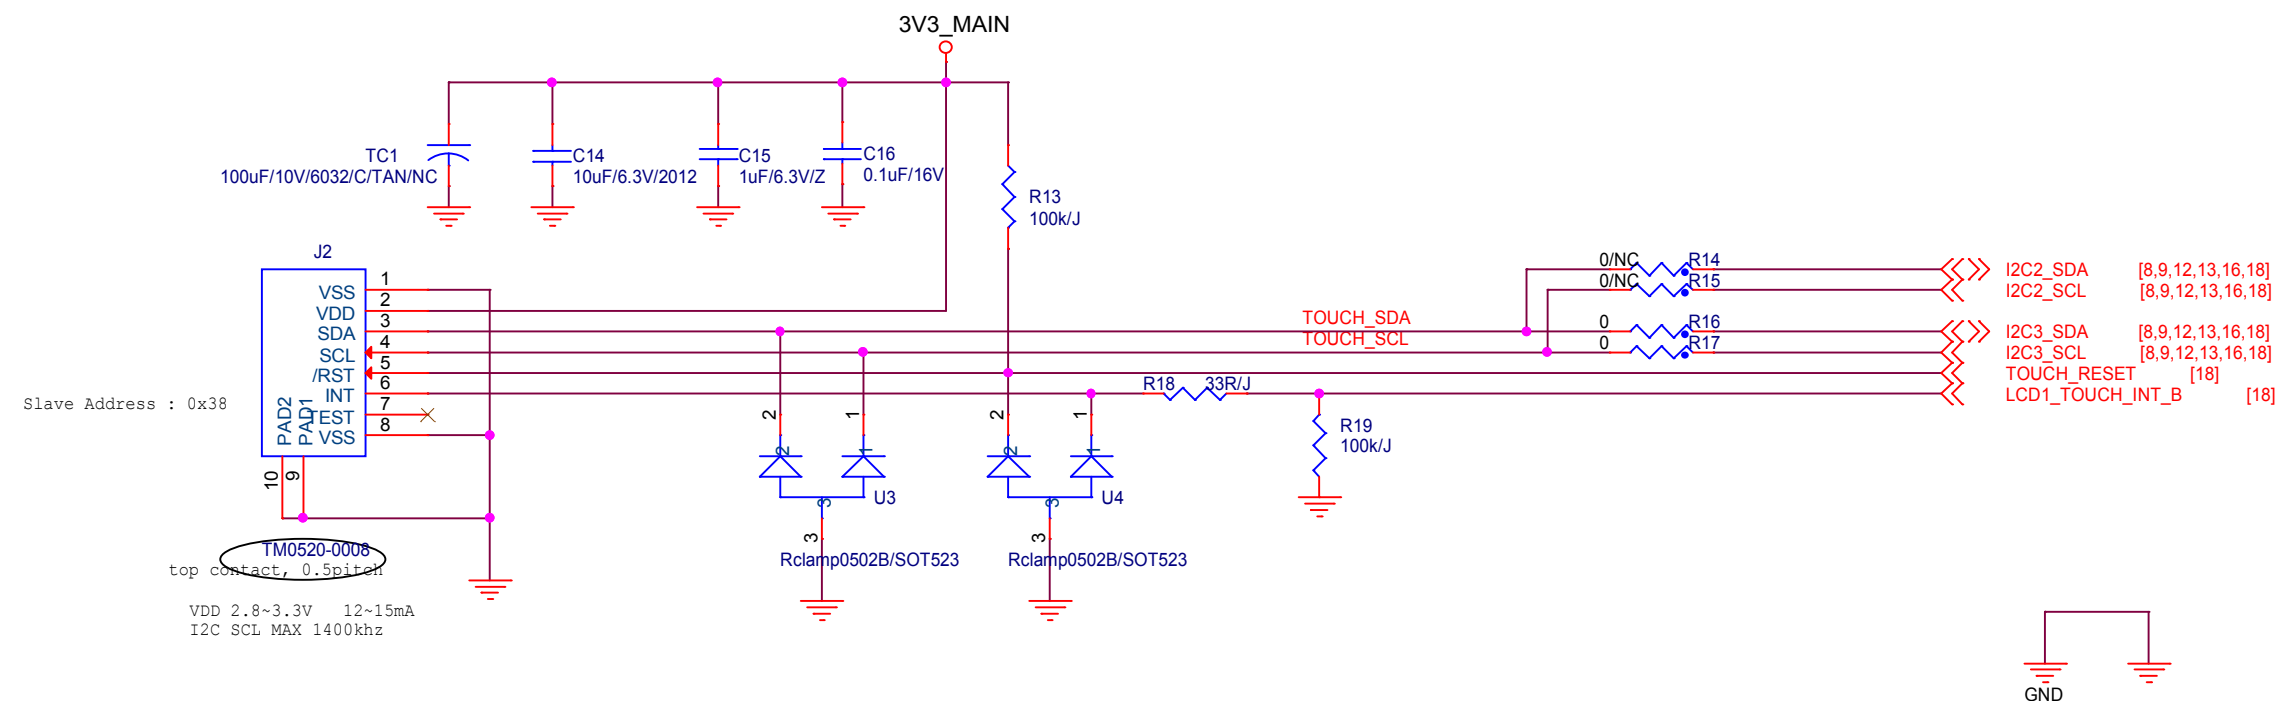 3V3_MAIN
TC1
100uF/10V/6032/C/TAN/NC
C14
10uF/6.3V/2012
C15
1uF/6.3V/Z
C16
0.1uF/16V
R13
100k/J
J2
VSS 1
VDD 2
SDA 3
SCL 4
/RST 5
INT 6
TEST 7
VSS 8
PAD2 10
PAD1 9
Slave Address : 0x38
TM0520-0008
top contact, 0.5pitch
VDD 2.8~3.3V 12~15mA
I2C SCL MAX 1400khz
TOUCH_SDA
TOUCH_SCL
0/NC R14 I2C2_SDA [8,9,12,13,16,18]
0/NC R15 I2C2_SCL [8,9,12,13,16,18]
0 R16 I2C3_SDA [8,9,12,13,16,18]
0 R17 I2C3_SCL [8,9,12,13,16,18]
TOUCH_RESET [18]
R18 33R/J LCD1_TOUCH_INT_B [18]
R19
100k/J
2 1
2 1
3
3
U3
Rclamp0502B/SOT523
2 1
2 1
3
3
U4
Rclamp0502B/SOT523
GND